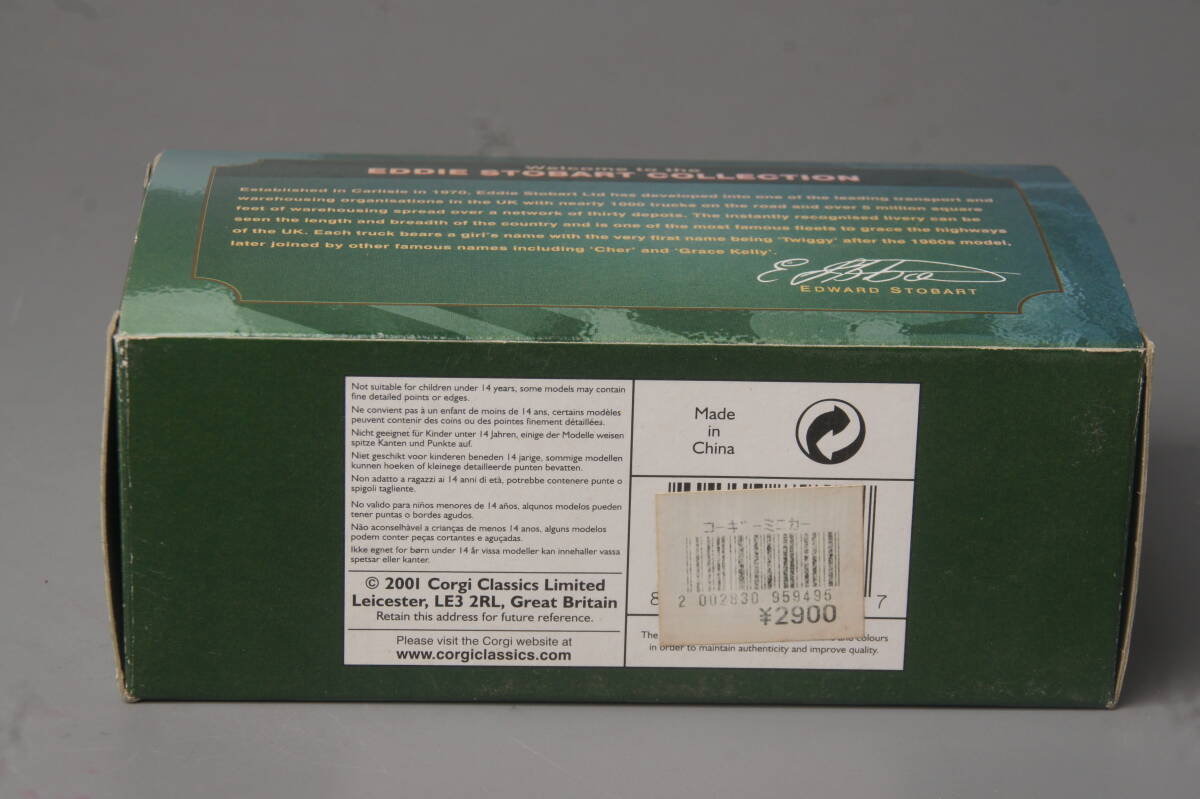 Welcome to the
EDDIE STOBART COLLECTION
Established in Carlisle in 1970, Eddie Stobart Ltd has developed into one of the leading transport and
warehousing organisations in the UK with nearly 1000 trucks on the road and over 5 million square
feet of warehousing spread over a network of thirty depots. The instantly recognised livery can be
seen the length and breadth of the country and is one of the most famous fleets to grace the highways
of the UK. Each truck bears a girl's name with the very first name being 'Twiggy' after the 1960s model,
later joined by other famous names including 'Cher' and 'Grace Kelly'.
EDWARD STOBART
Not suitable for children under 14 years, some models may contain
fine detailed points or edges.
Ne convient pas à un enfant de moins de 14 ans, certains modèles
peuvent contenir des coins ou des pointes finement détaillées.
Nicht geeignet für Kinder unter 14 Jahren, einige der Modelle weisen
spitze Kanten und Punkte auf.
Niet geschikt voor kinderen beneden 14 jarige, sommige modellen
kunnen hoeken of kleinege detailleerde punten bevatten.
Non adatto a ragazzi ai 14 anni di età, potrebbe contenere punte o
spigoli tagliente.
No valido para niños menores de 14 años, alqunos modelos pueden
tener puntas o bordes agudos.
Não aconselhàvel a crianças de menos 14 anos, alguns modelos
podem conter peças cortantes e aguçadas.
Ikke egnet for børn under 14 år vissa modeller kan innehaller vassa
spetsar eller kanter.
© 2001 Corgi Classics Limited
Leicester, LE3 2RL, Great Britain
Retain this address for future reference.
Please visit the Corgi website at
www.corgiclassics.com
Made
in
China
コーギーミニカー
8 7
2 002830 959495
¥2900
The and colours
in order to maintain authenticity and improve quality.